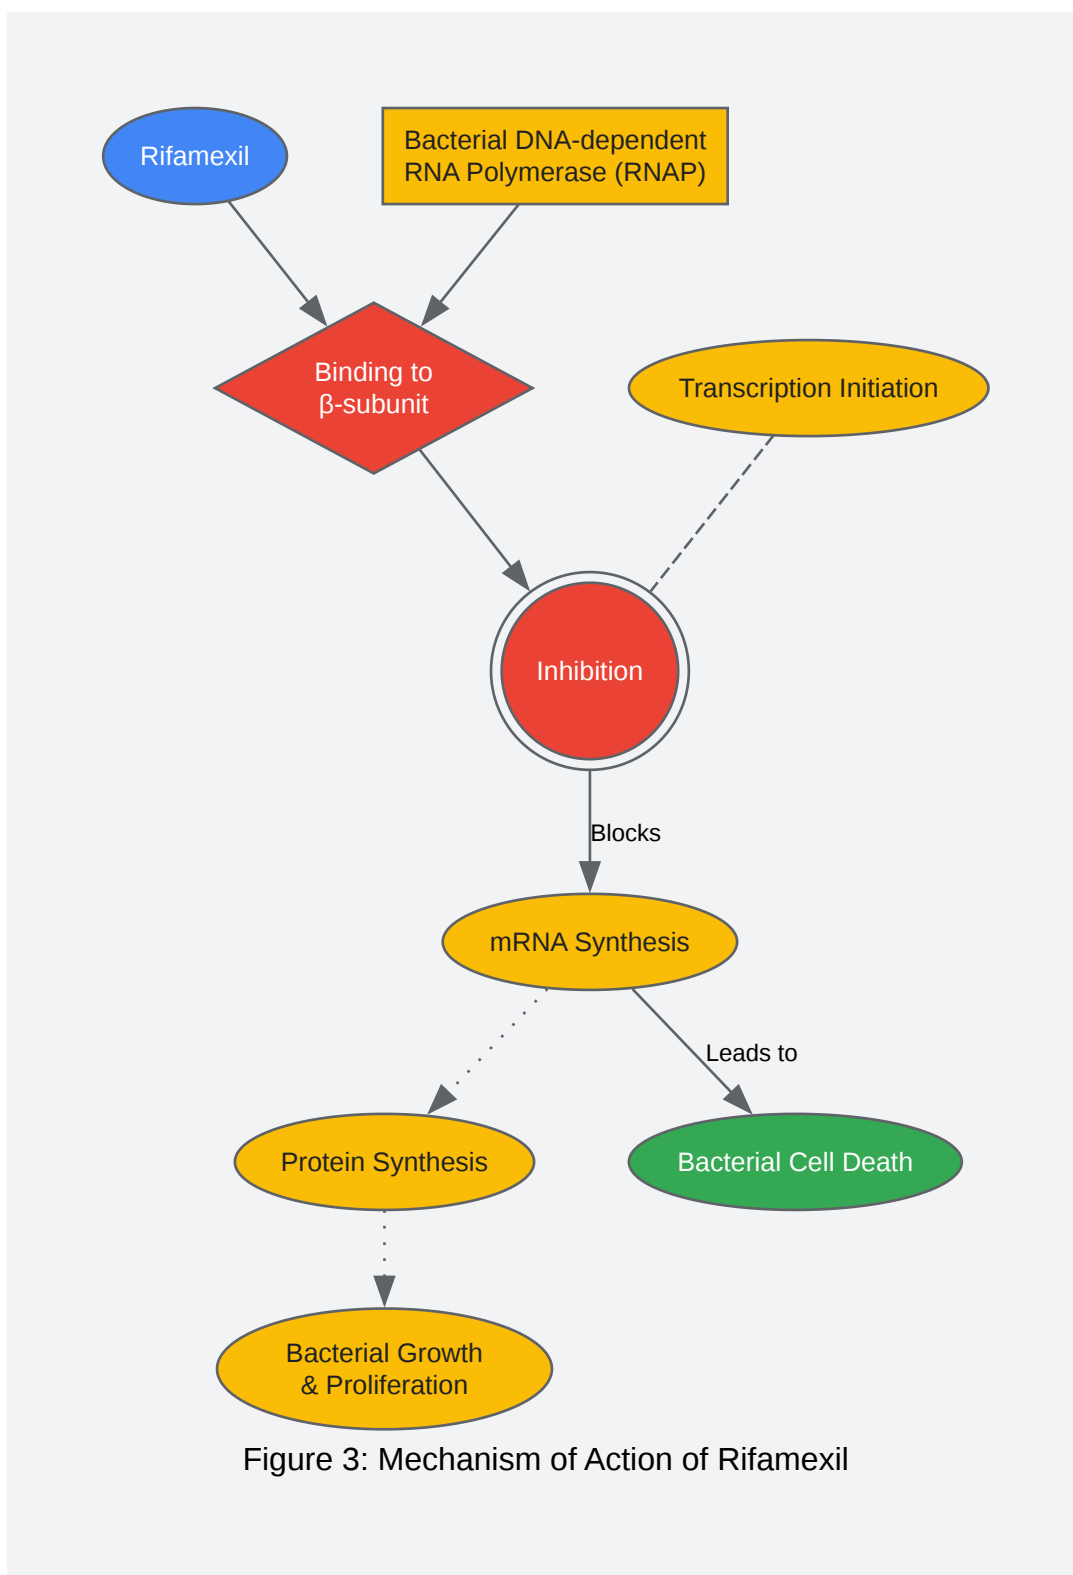 Rifamexil
Bacterial DNA-dependent
RNA Polymerase (RNAP)
Binding to
β-subunit
Transcription Initiation
Inhibition
Blocks
mRNA Synthesis
Leads to
Protein Synthesis
Bacterial Cell Death
Bacterial Growth
& Proliferation
Figure 3: Mechanism of Action of Rifamexil